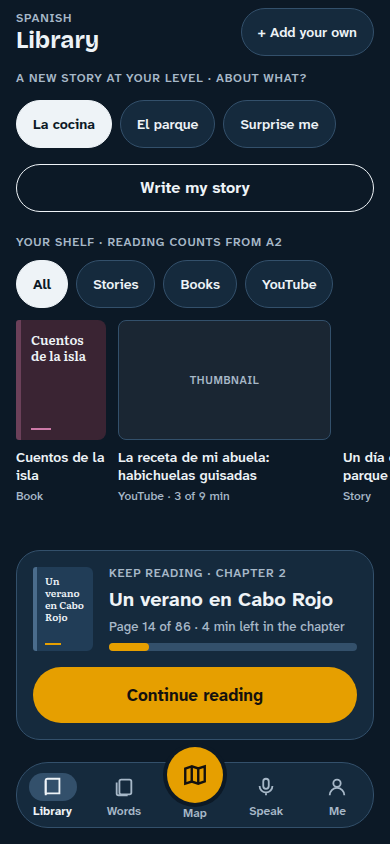 SPANISH
Library
+ Add your own
A NEW STORY AT YOUR LEVEL · ABOUT WHAT?
La cocina
El parque
Surprise me
Write my story
YOUR SHELF · READING COUNTS FROM A2
All
Stories
Books
YouTube
Cuentos
de la isla
THUMBNAIL
Cuentos de la
isla
Book
La receta de mi abuela:
habichuelas guisadas
YouTube · 3 of 9 min
Un día
parque
Story
Un
verano
en Cabo
Rojo
KEEP READING · CHAPTER 2
Un verano en Cabo Rojo
Page 14 of 86 · 4 min left in the chapter
Continue reading
Library
Words
Map
Speak
Me